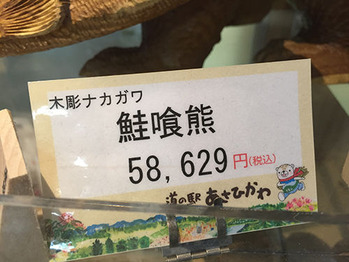 木彫ナカガワ
鮭喰熊
58,629円(税込)
道の駅 あさひかわ